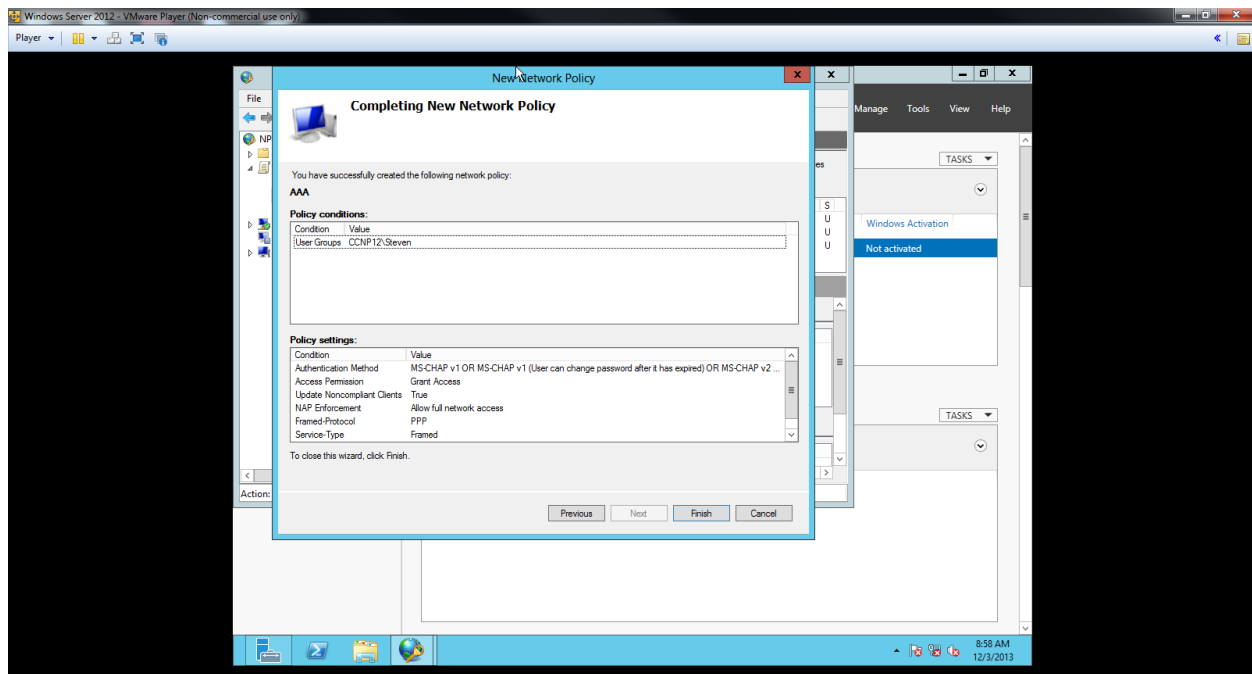 Windows Server 2012 - VMware Player (Non-commercial use only)
Player
New Network Policy
File
Manage Tools View Help
Completing New Network Policy
NP
TASKS
es
You have successfully created the following network policy:
AAA
Policy conditions:
Condition Value
User Groups CCNP12\Steven
S
U
U
U
Windows Activation
Not activated
Policy settings:
Condition Value
Authentication Method MS-CHAP v1 OR MS-CHAP v1 (User can change password after it has expired) OR MS-CHAP v2 ...
Access Permission Grant Access
Update Noncompliant Clients True
NAP Enforcement Allow full network access
Framed-Protocol PPP
Service-Type Framed
TASKS
To close this wizard, click Finish.
Action:
Previous Next Finish Cancel
8:58 AM
12/3/2013